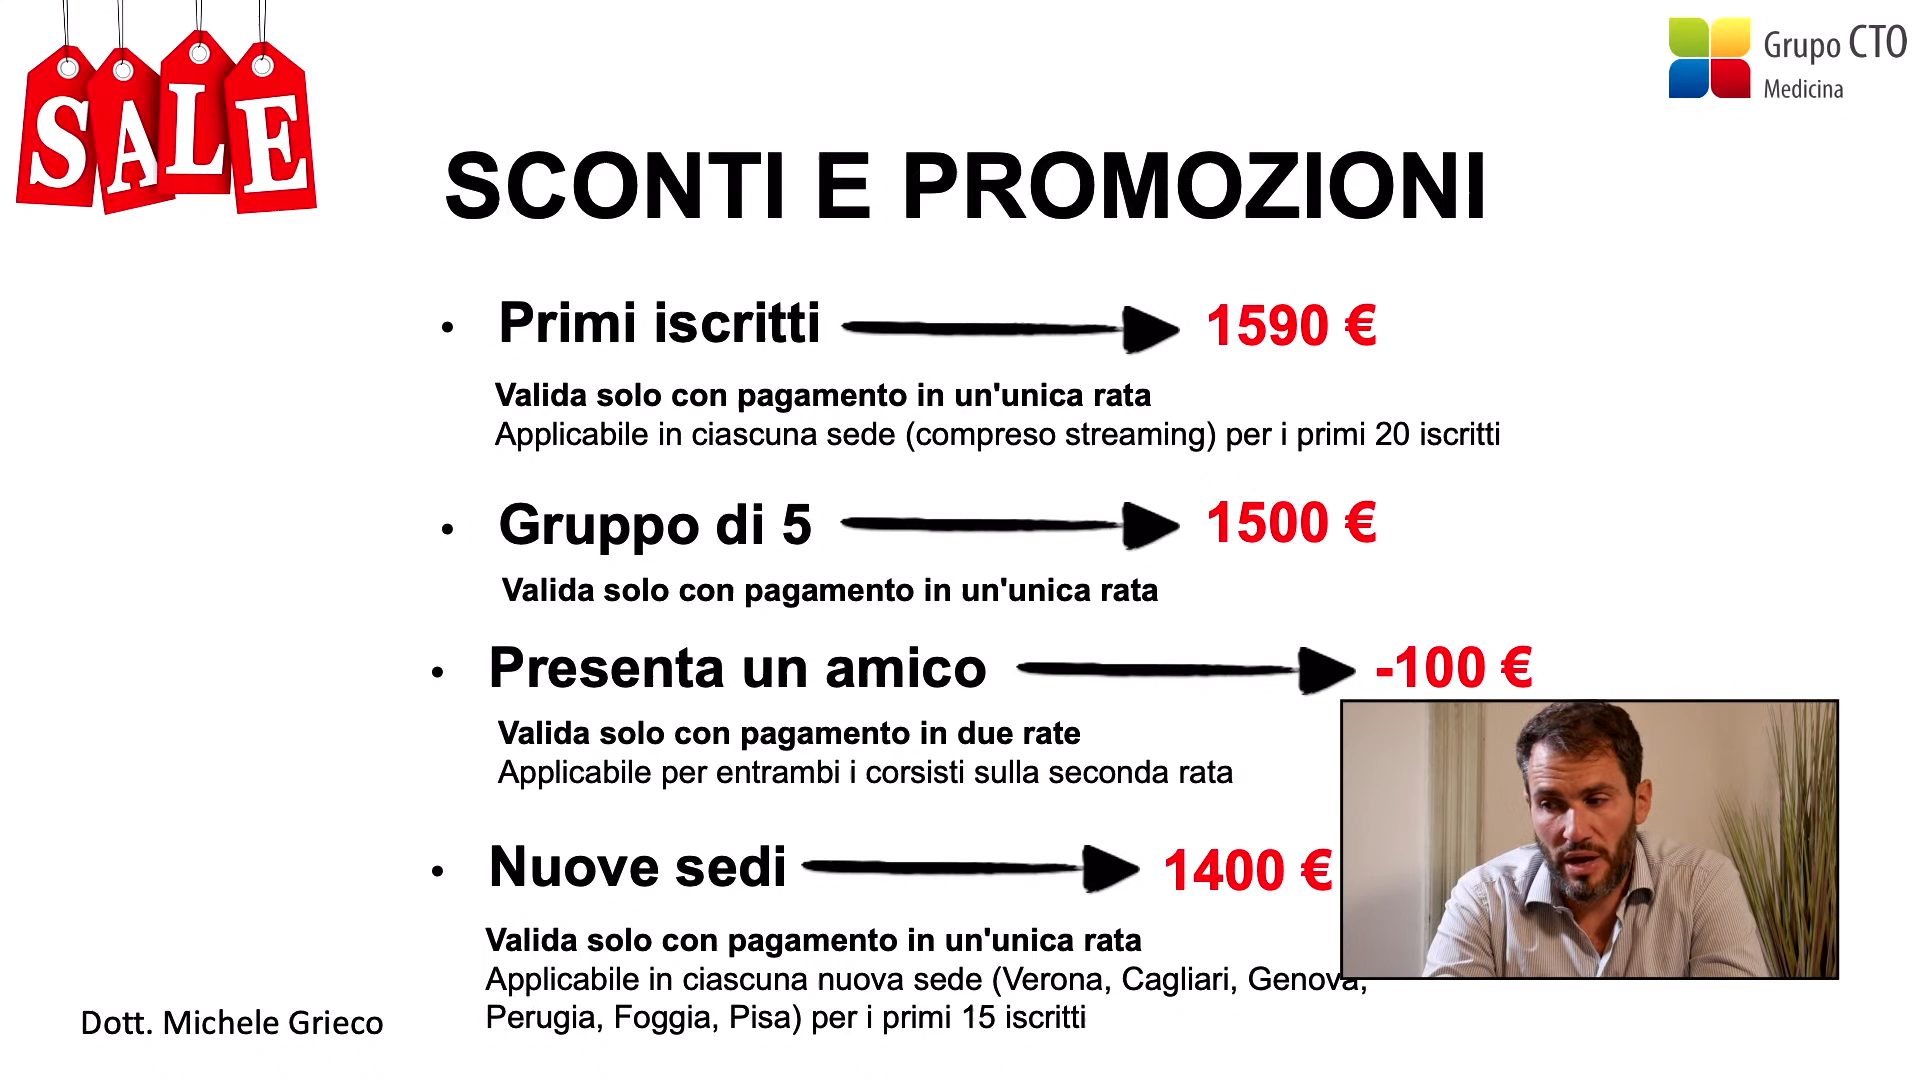 SALE
Grupo CTO
Medicina
SCONTI E PROMOZIONI
• Primi iscritti 1590 €
Valida solo con pagamento in un'unica rata
Applicabile in ciascuna sede (compreso streaming) per i primi 20 iscritti
• Gruppo di 5 1500 €
Valida solo con pagamento in un'unica rata
• Presenta un amico -100 €
Valida solo con pagamento in due rate
Applicabile per entrambi i corsisti sulla seconda rata
• Nuove sedi 1400 €
Valida solo con pagamento in un'unica rata
Applicabile in ciascuna nuova sede (Verona, Cagliari, Genova,
Perugia, Foggia, Pisa) per i primi 15 iscritti
Dott. Michele Grieco